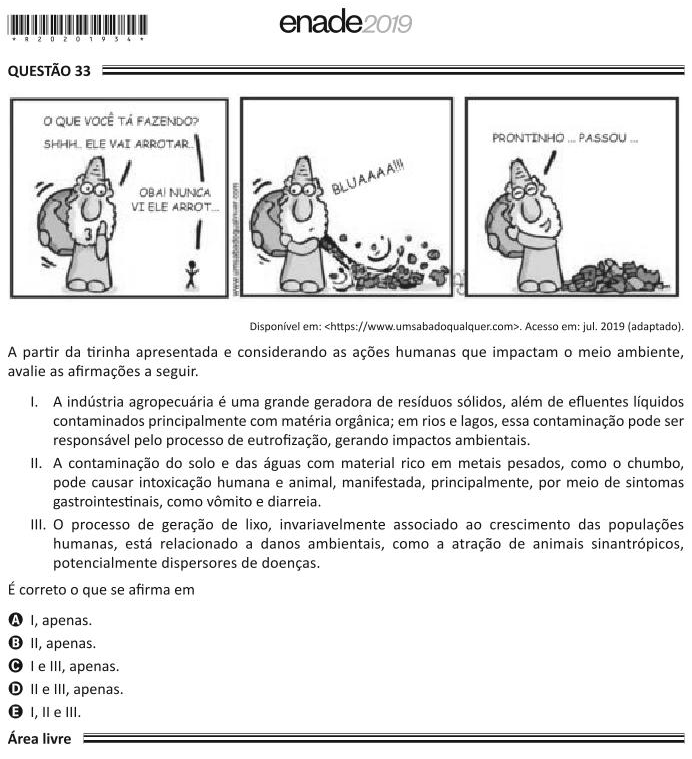 enade2019
* R 2 0 2 0 1 9 3 4 *
QUESTÃO 33
O QUE VOCÊ TÁ FAZENDO?
SHHH.. ELE VAI ARROTAR..
OBA! NUNCA
VI ELE ARROT...
www.umsabadoqualquer.com
BLUAAAA!!!
PRONTINHO ... PASSOU ...
Disponível em: <https://www.umsabadoqualquer.com>. Acesso em: jul. 2019 (adaptado).
A partir da tirinha apresentada e considerando as ações humanas que impactam o meio ambiente,
avalie as afirmações a seguir.
I. A indústria agropecuária é uma grande geradora de resíduos sólidos, além de efluentes líquidos
contaminados principalmente com matéria orgânica; em rios e lagos, essa contaminação pode ser
responsável pelo processo de eutrofização, gerando impactos ambientais.
II. A contaminação do solo e das águas com material rico em metais pesados, como o chumbo,
pode causar intoxicação humana e animal, manifestada, principalmente, por meio de sintomas
gastrointestinais, como vômito e diarreia.
III. O processo de geração de lixo, invariavelmente associado ao crescimento das populações
humanas, está relacionado a danos ambientais, como a atração de animais sinantrópicos,
potencialmente dispersores de doenças.
É correto o que se afirma em
A I, apenas.
B II, apenas.
C I e III, apenas.
D II e III, apenas.
E I, II e III.
Área livre